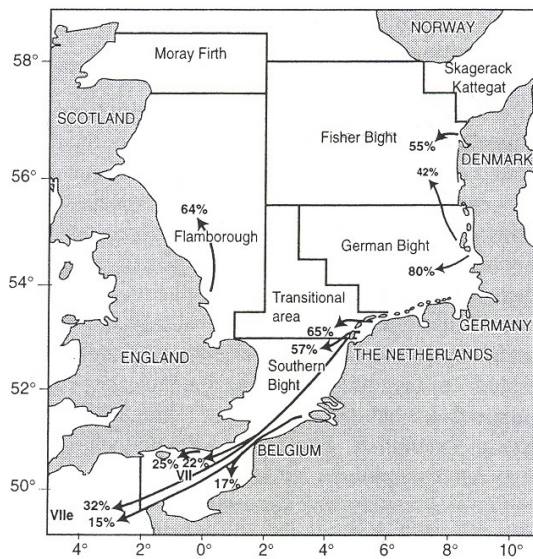 NORWAY
58°
Moray Firth
Skagerack
Kattegat
SCOTLAND
Fisher Bight
55%
DENMARK
42%
56°
64%
Flamborough
German Bight
80%
54°
Transitional
area
65%
GERMANY
57%
ENGLAND
THE NETHERLANDS
Southern
Bight
52°
BELGIUM
25%
22%
VII
17%
50°
32%
VIIe
15%
4°
2°
0°
2°
4°
6°
8°
10°